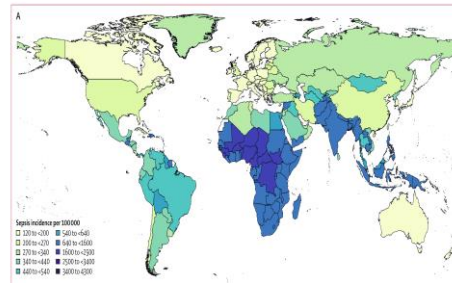 A
Sepsis incidence per 100 000
120 to <200
200 to <270
270 to <340
340 to <440
440 to <540
540 to <640
640 to <1600
1600 to <2500
2500 to <3400
3400 to 4300